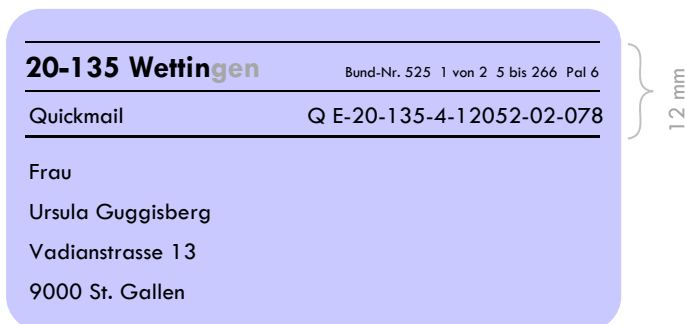 20-135 Wettingen Bund-Nr. 525 1 von 2 5 bis 266 Pal 6
Quickmail Q E-20-135-4-12052-02-078
Frau
Ursula Guggisberg
Vadianstrasse 13
9000 St. Gallen
12 mm